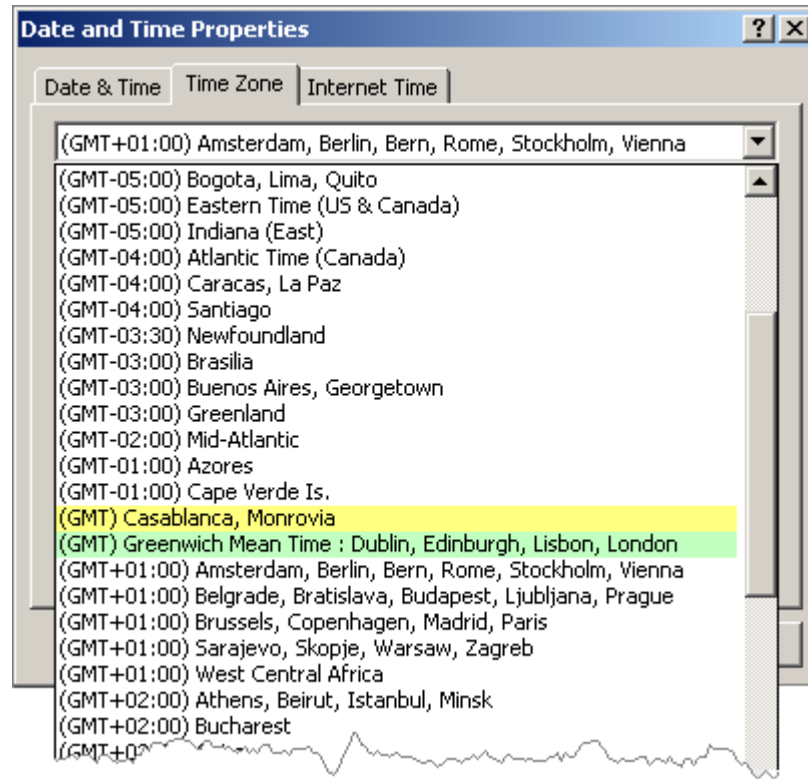 Date and Time Properties
Date & Time Time Zone Internet Time
(GMT+01:00) Amsterdam, Berlin, Bern, Rome, Stockholm, Vienna
(GMT-05:00) Bogota, Lima, Quito
(GMT-05:00) Eastern Time (US & Canada)
(GMT-05:00) Indiana (East)
(GMT-04:00) Atlantic Time (Canada)
(GMT-04:00) Caracas, La Paz
(GMT-04:00) Santiago
(GMT-03:30) Newfoundland
(GMT-03:00) Brasilia
(GMT-03:00) Buenos Aires, Georgetown
(GMT-03:00) Greenland
(GMT-02:00) Mid-Atlantic
(GMT-01:00) Azores
(GMT-01:00) Cape Verde Is.
(GMT) Casablanca, Monrovia
(GMT) Greenwich Mean Time : Dublin, Edinburgh, Lisbon, London
(GMT+01:00) Amsterdam, Berlin, Bern, Rome, Stockholm, Vienna
(GMT+01:00) Belgrade, Bratislava, Budapest, Ljubljana, Prague
(GMT+01:00) Brussels, Copenhagen, Madrid, Paris
(GMT+01:00) Sarajevo, Skopje, Warsaw, Zagreb
(GMT+01:00) West Central Africa
(GMT+02:00) Athens, Beirut, Istanbul, Minsk
(GMT+02:00) Bucharest
(GMT+02